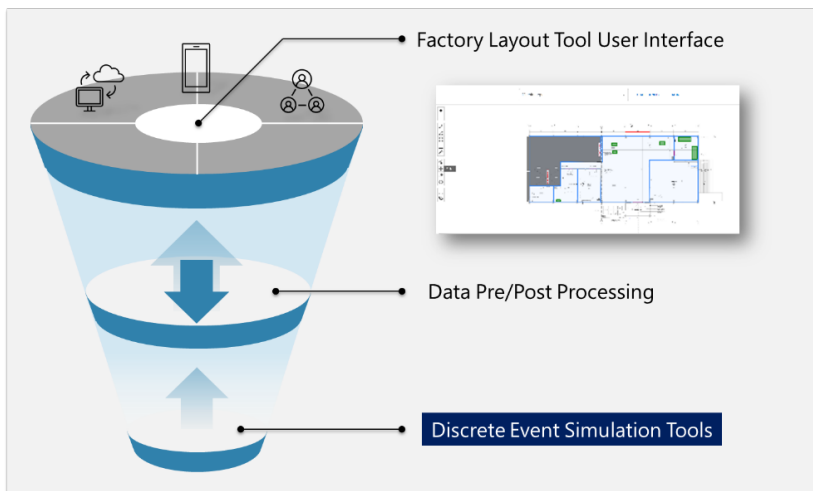 Factory Layout Tool User Interface
Data Pre/Post Processing
Discrete Event Simulation Tools